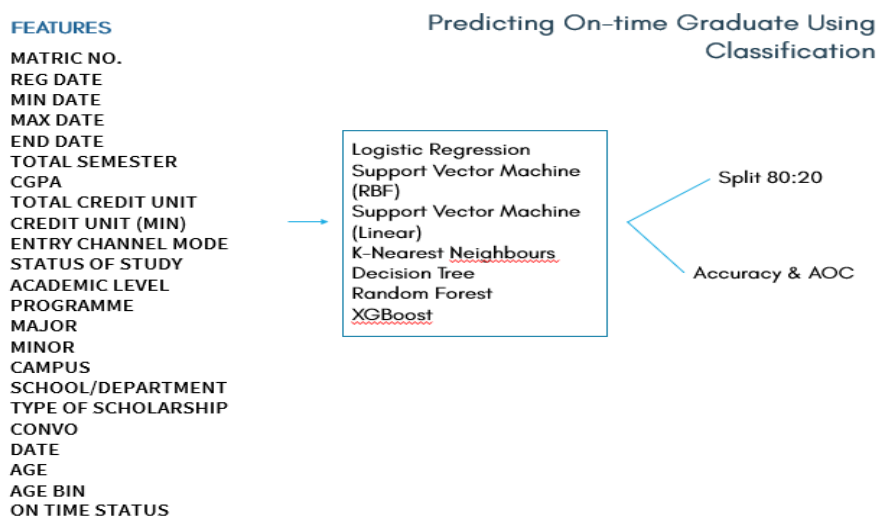 FEATURES
MATRIC NO.
REG DATE
MIN DATE
MAX DATE
END DATE
TOTAL SEMESTER
CGPA
TOTAL CREDIT UNIT
CREDIT UNIT (MIN)
ENTRY CHANNEL MODE
STATUS OF STUDY
ACADEMIC LEVEL
PROGRAMME
MAJOR
MINOR
CAMPUS
SCHOOL/DEPARTMENT
TYPE OF SCHOLARSHIP
CONVO
DATE
AGE
AGE BIN
ON TIME STATUS
Predicting On-time Graduate Using
Classification
Logistic Regression
Support Vector Machine
(RBF)
Support Vector Machine
(Linear)
K-Nearest Neighbours
Decision Tree
Random Forest
XGBoost
Split 80:20
Accuracy & AOC